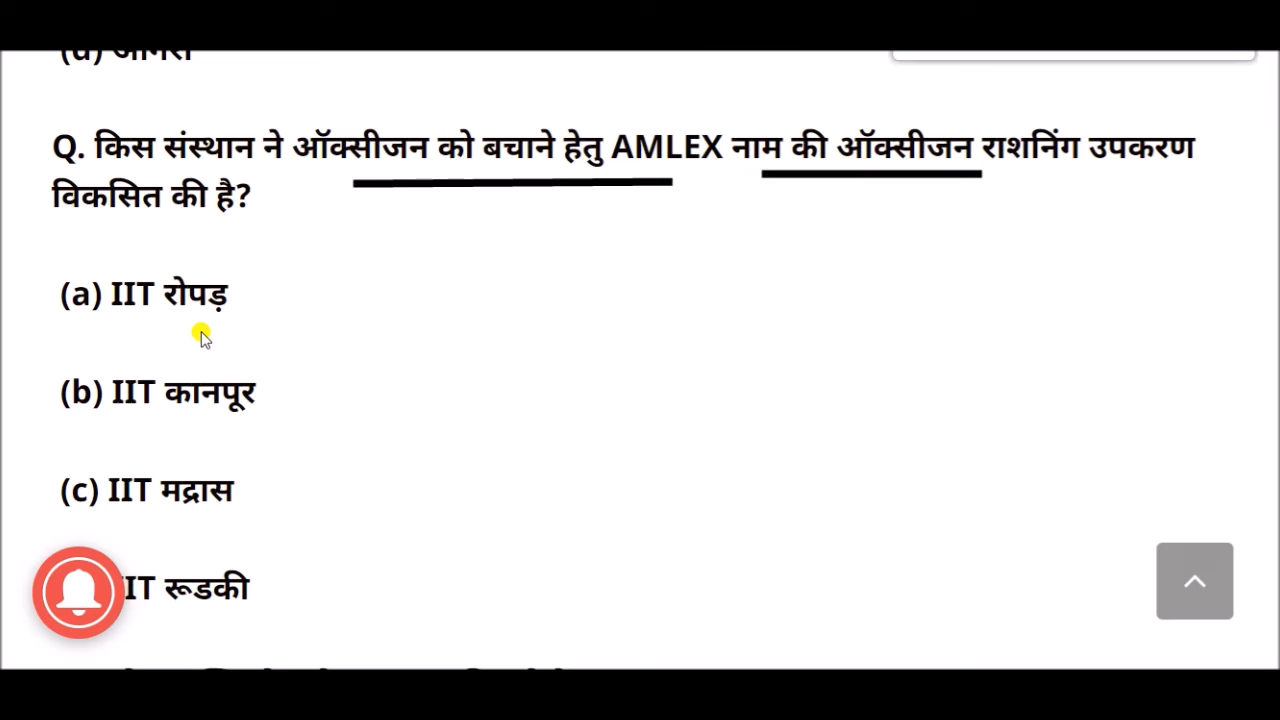 Q. किस संस्थान ने ऑक्सीजन को बचाने हेतु AMLEX नाम की ऑक्सीजन राशनिंग उपकरण
विकसित की है?
(a) IIT रोपड़
(b) IIT कानपूर
(c) IIT मद्रास
IIT रूडकी